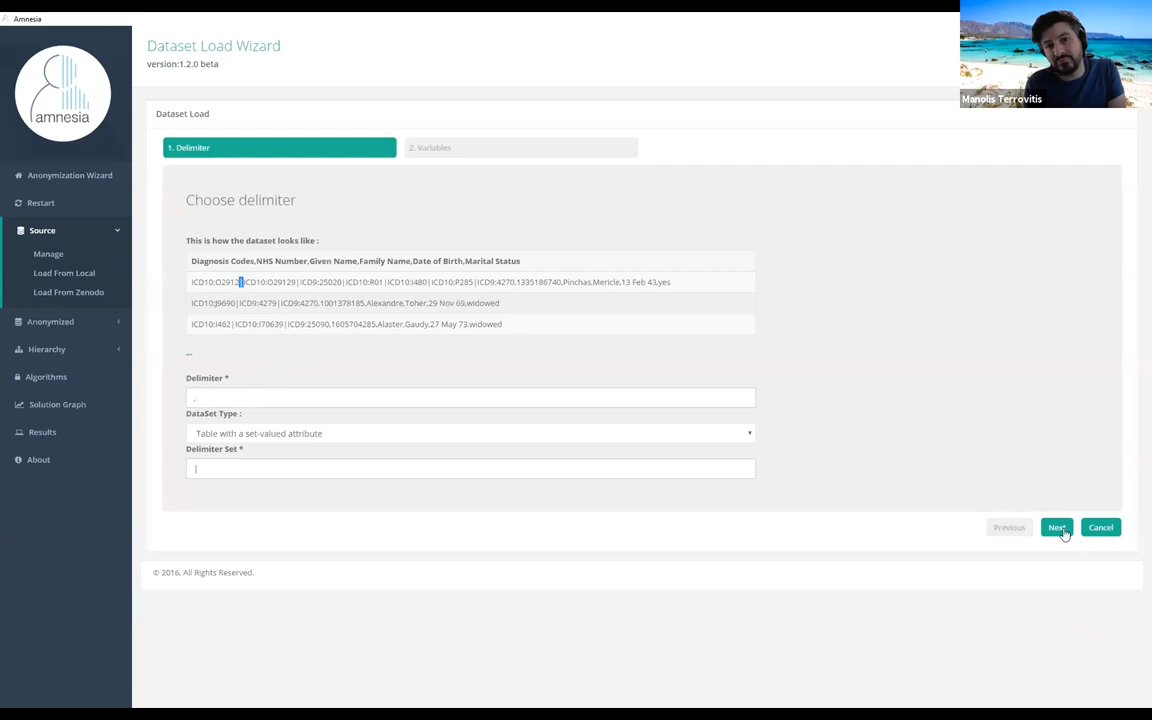 Amnesia
amnesia
Anonymization Wizard
Restart
Source
Manage
Load From Local
Load From Zenodo
Anonymized
Hierarchy
Algorithms
Solution Graph
Results
About
Dataset Load Wizard
version:1.2.0 beta
Manolis Terrovitis
Dataset Load
1. Delimiter
2. Variables
Choose delimiter
This is how the dataset looks like :
Diagnosis Codes,NHS Number,Given Name,Family Name,Date of Birth,Marital Status
ICD10:O2912|ICD10:O29129|ICD9:25020|ICD10:R01|ICD10:I480|ICD10:P285|ICD9:4270,1335186740,Pinchas,Mericle,13 Feb 43,yes
ICD10:J9690|ICD9:4279|ICD9:4270,1001378185,Alexandre,Toher,29 Nov 69,widowed
ICD10:I462|ICD10:I70639|ICD9:25090,1605704285,Alaster,Gaudy,27 May 73,widowed
...
Delimiter *
,
DataSet Type :
Table with a set-valued attribute
Delimiter Set *
|
Previous
Next
Cancel
© 2016, All Rights Reserved.